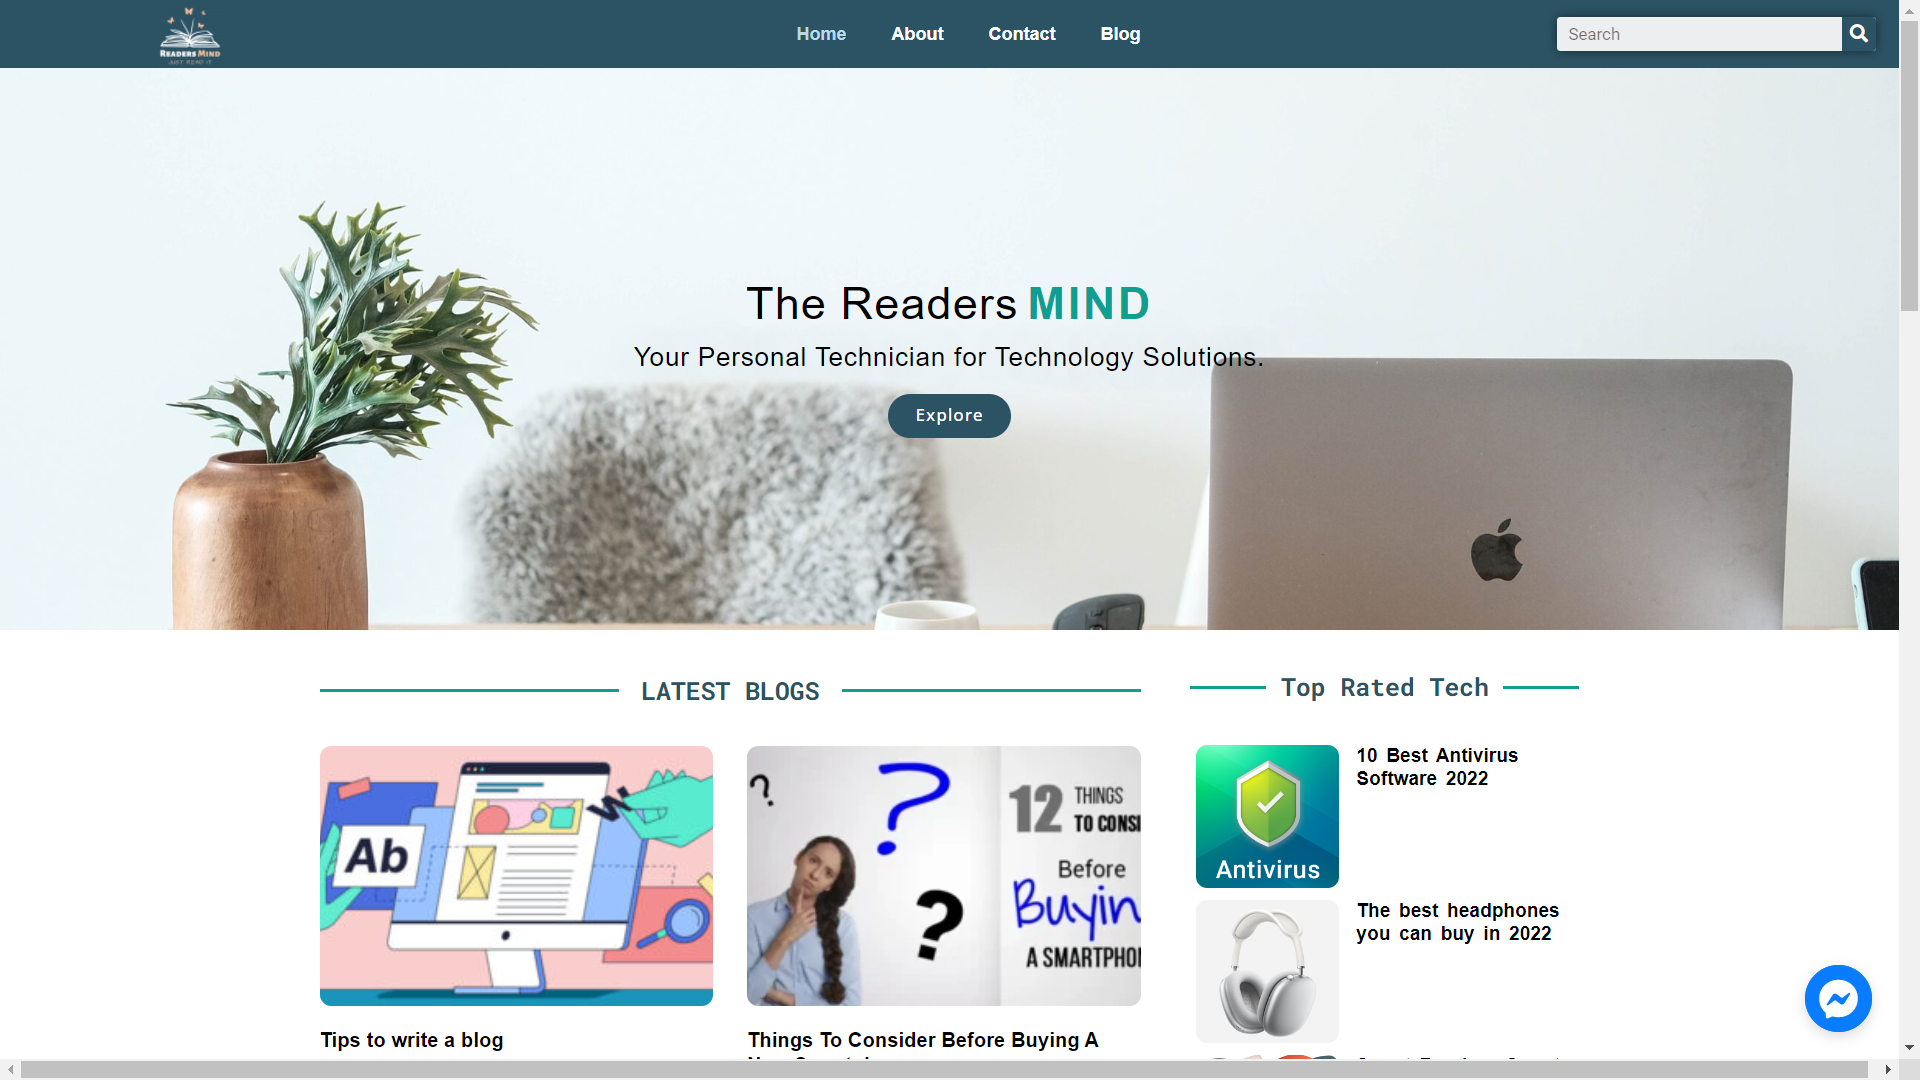 READERS MIND
JUST READ IT
Home
About
Contact
Blog
Search
The Readers MIND
Your Personal Technician for Technology Solutions.
Explore
LATEST BLOGS
Top Rated Tech
Ab
12 THINGS
TO CONSI
Before
Buyin
A SMARTPHO
Antivirus
10 Best Antivirus
Software 2022
The best headphones
you can buy in 2022
Tips to write a blog
Things To Consider Before Buying A